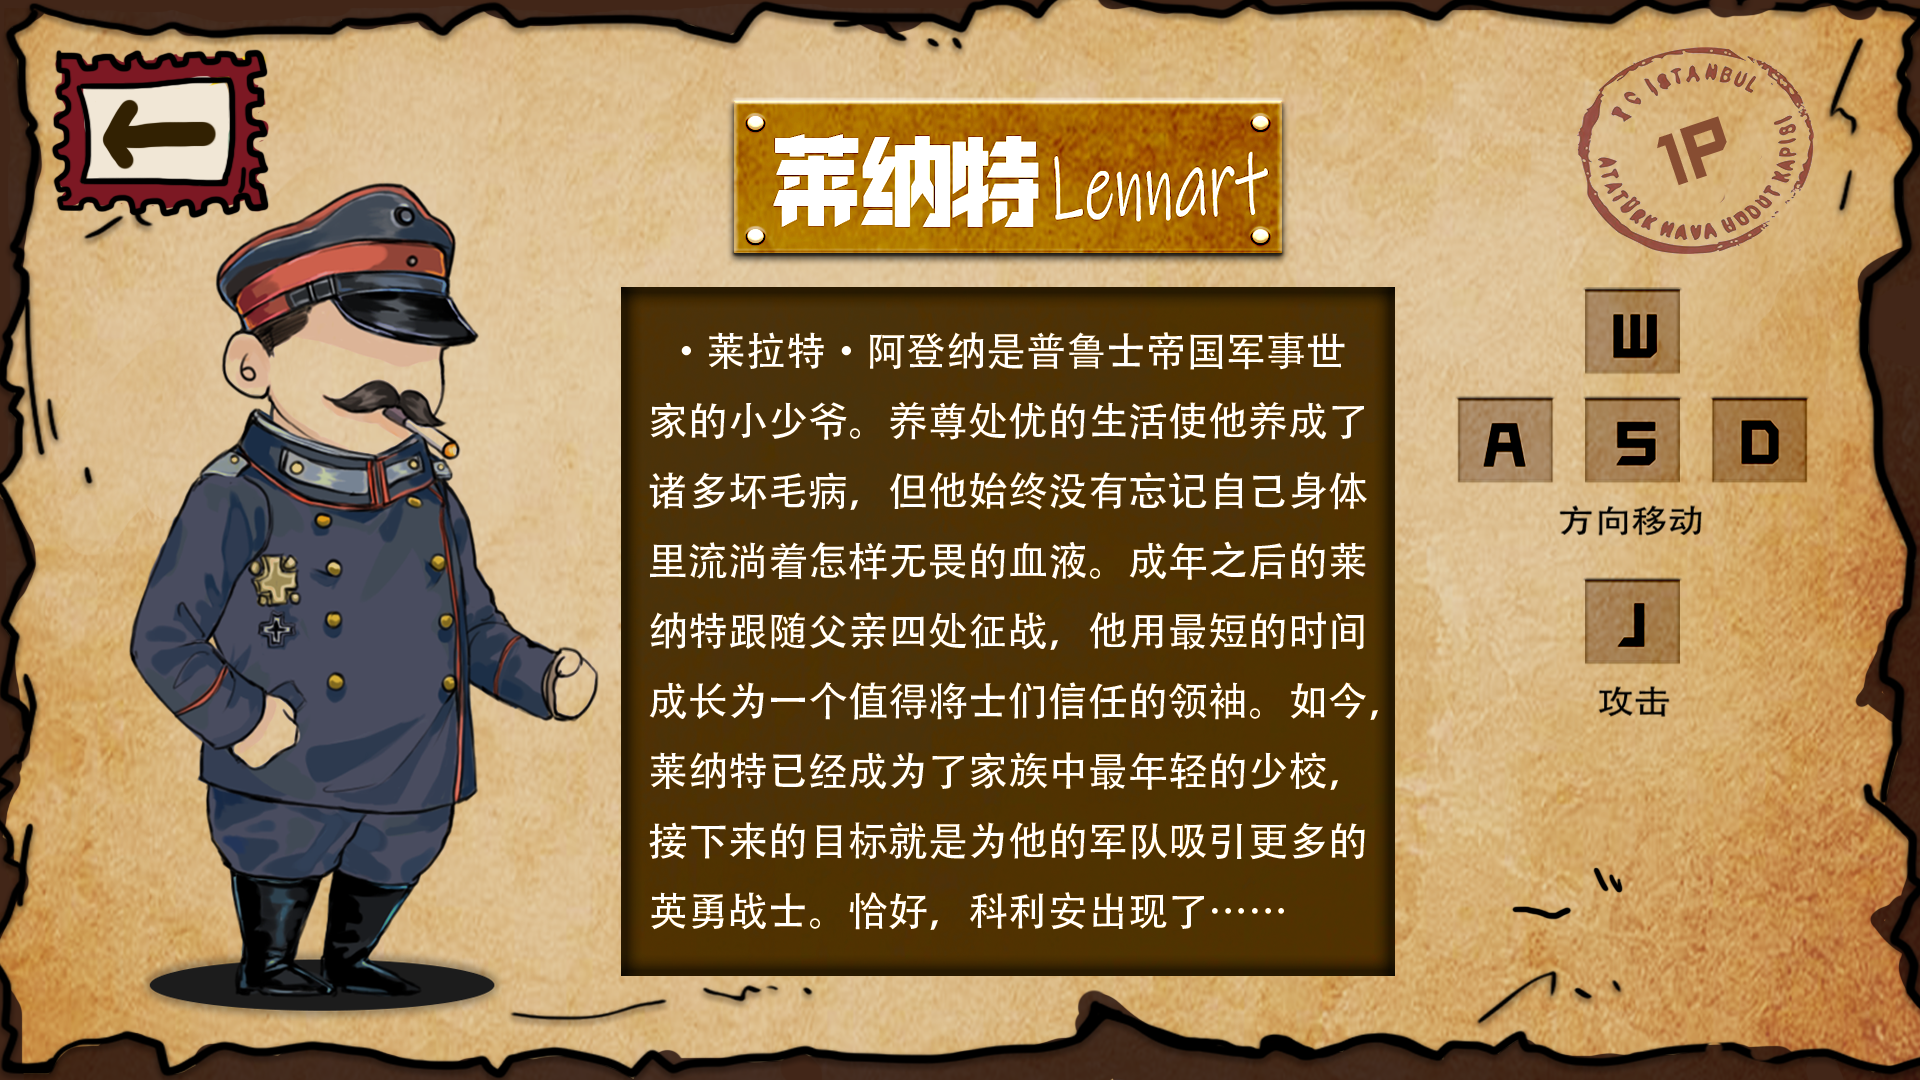 莱纳特 Lennart
TC ISTANBUL
1P
ATATÜRK HAVA HUDUT KAPISI
·莱拉特·阿登纳是普鲁士帝国军事世
家的小少爷。养尊处优的生活使他养成了
诸多坏毛病，但他始终没有忘记自己身体
里流淌着怎样无畏的血液。成年之后的莱
纳特跟随父亲四处征战，他用最短的时间
成长为一个值得将士们信任的领袖。如今，
莱纳特已经成为了家族中最年轻的少校，
接下来的目标就是为他的军队吸引更多的
英勇战士。恰好，科利安出现了……
W
A S D
方向移动
J
攻击